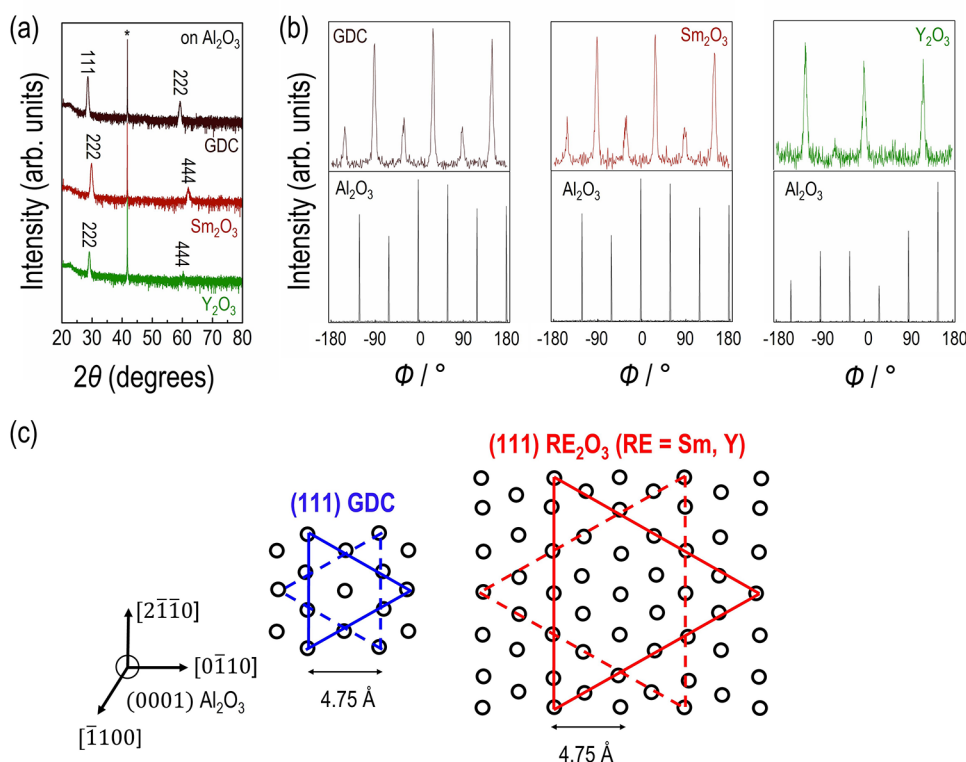 (a)
on Al₂O₃
*
111
222
GDC
222
444
Sm₂O₃
222
444
Y₂O₃
Intensity (arb. units)
20 30 40 50 60 70 80
2θ (degrees)
(b)
GDC
Sm₂O₃
Y₂O₃
Al₂O₃
Al₂O₃
Al₂O₃
Intensity (arb. units)
-180 -90 0 90 180
-180 -90 0 90 180
-180 -90 0 90 180
Φ / °
Φ / °
Φ / °
(c)
(111) RE₂O₃ (RE = Sm, Y)
(111) GDC
[21̅1̅0]
[01̅10]
(0001) Al₂O₃
[1̅100]
4.75 Å
4.75 Å